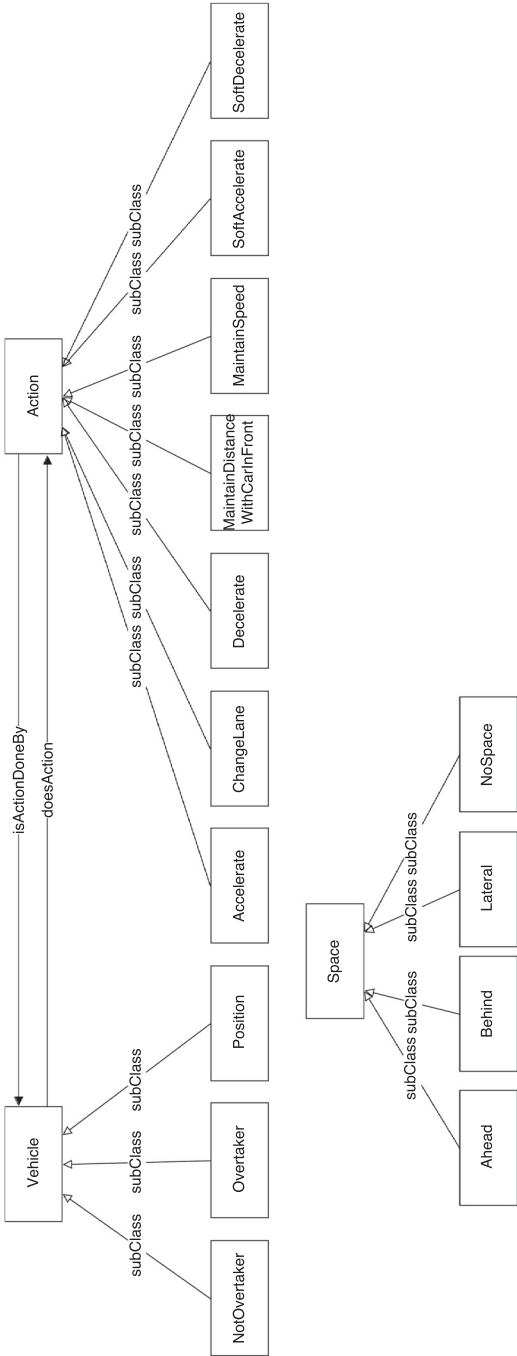 isActionDoneBy
doesAction
Vehicle
Action
subClass
subClass
subClass
subClass
subClass
subClass
subClass
subClass
subClass
subClass
NotOvertaker
Overtaker
Position
Accelerate
ChangeLane
Decelerate
MaintainDistance
WithCarInFront
MaintainSpeed
SoftAccelerate
SoftDecelerate
Space
subClass
subClass
subClass
subClass
Ahead
Behind
Lateral
NoSpace